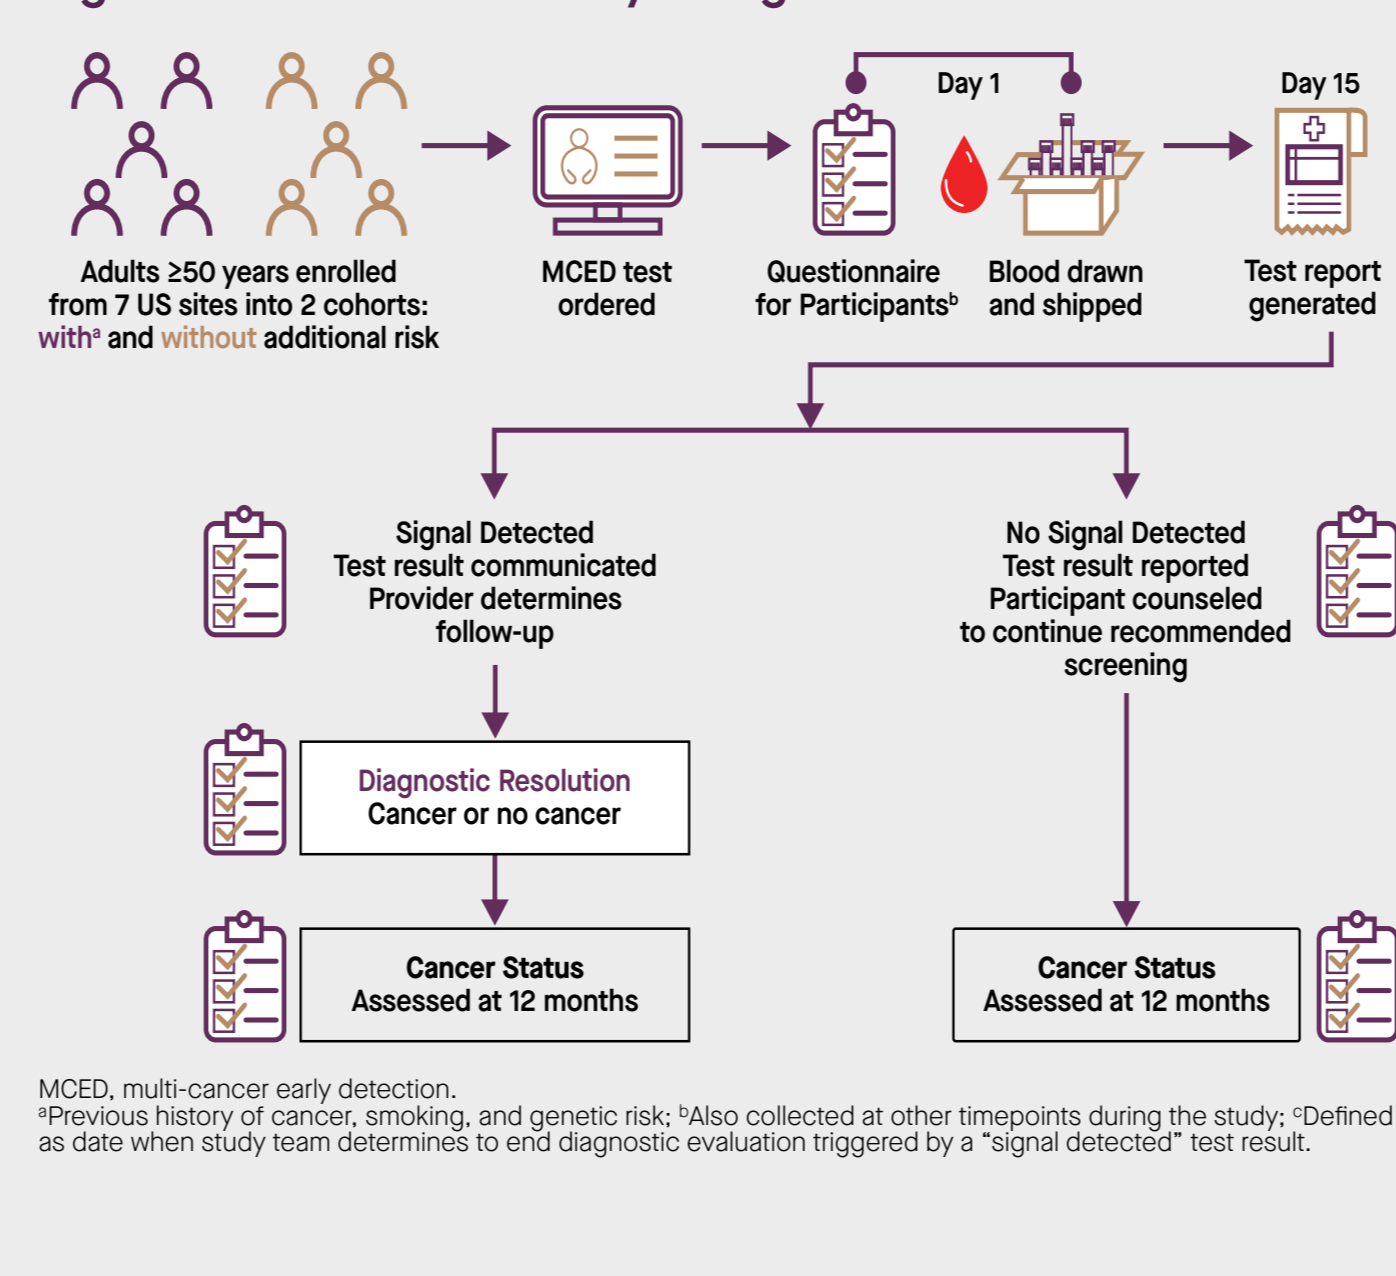 Day 1
Day 15
Adults ≥50 years enrolled
from 7 US sites into 2 cohorts:
withᵃ and without additional risk
MCED test
ordered
Questionnaire
for Participantsᵇ
Blood drawn
and shipped
Test report
generated
Signal Detected
Test result communicated
Provider determines
follow-up
No Signal Detected
Test result reported
Participant counseled
to continue recommended
screening
Diagnostic Resolution
Cancer or no cancer
Cancer Status
Assessed at 12 months
Cancer Status
Assessed at 12 months
MCED, multi-cancer early detection.
ᵃPrevious history of cancer, smoking, and genetic risk; ᵇAlso collected at other timepoints during the study; ᶜDefined
as date when study team determines to end diagnostic evaluation triggered by a “signal detected” test result.